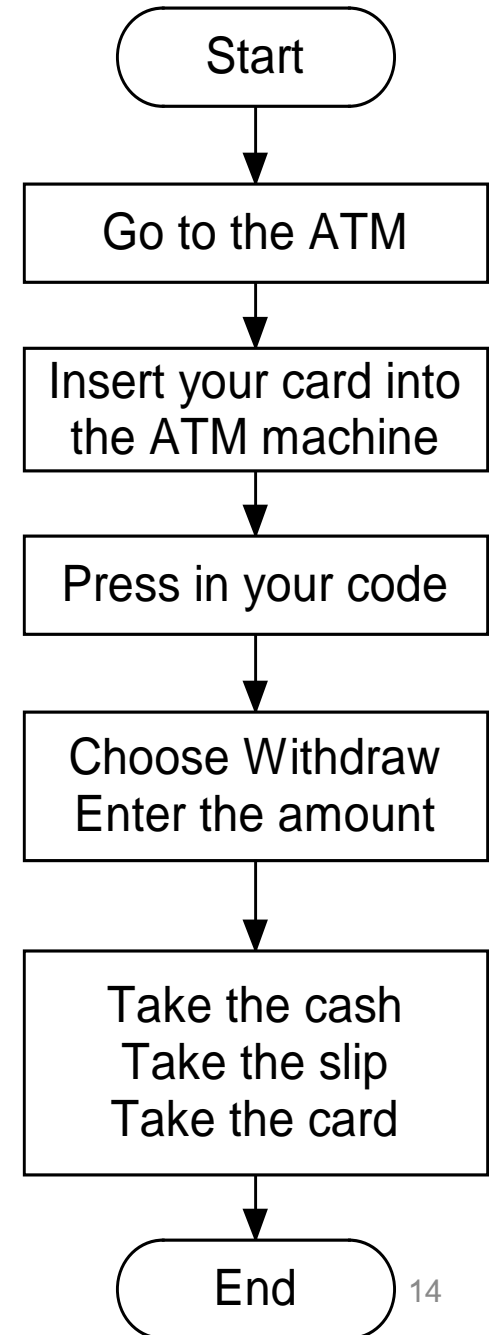 Start
Go to the ATM
Insert your card into
the ATM machine
Press in your code
Choose Withdraw
Enter the amount
Take the cash
Take the slip
Take the card
End
14